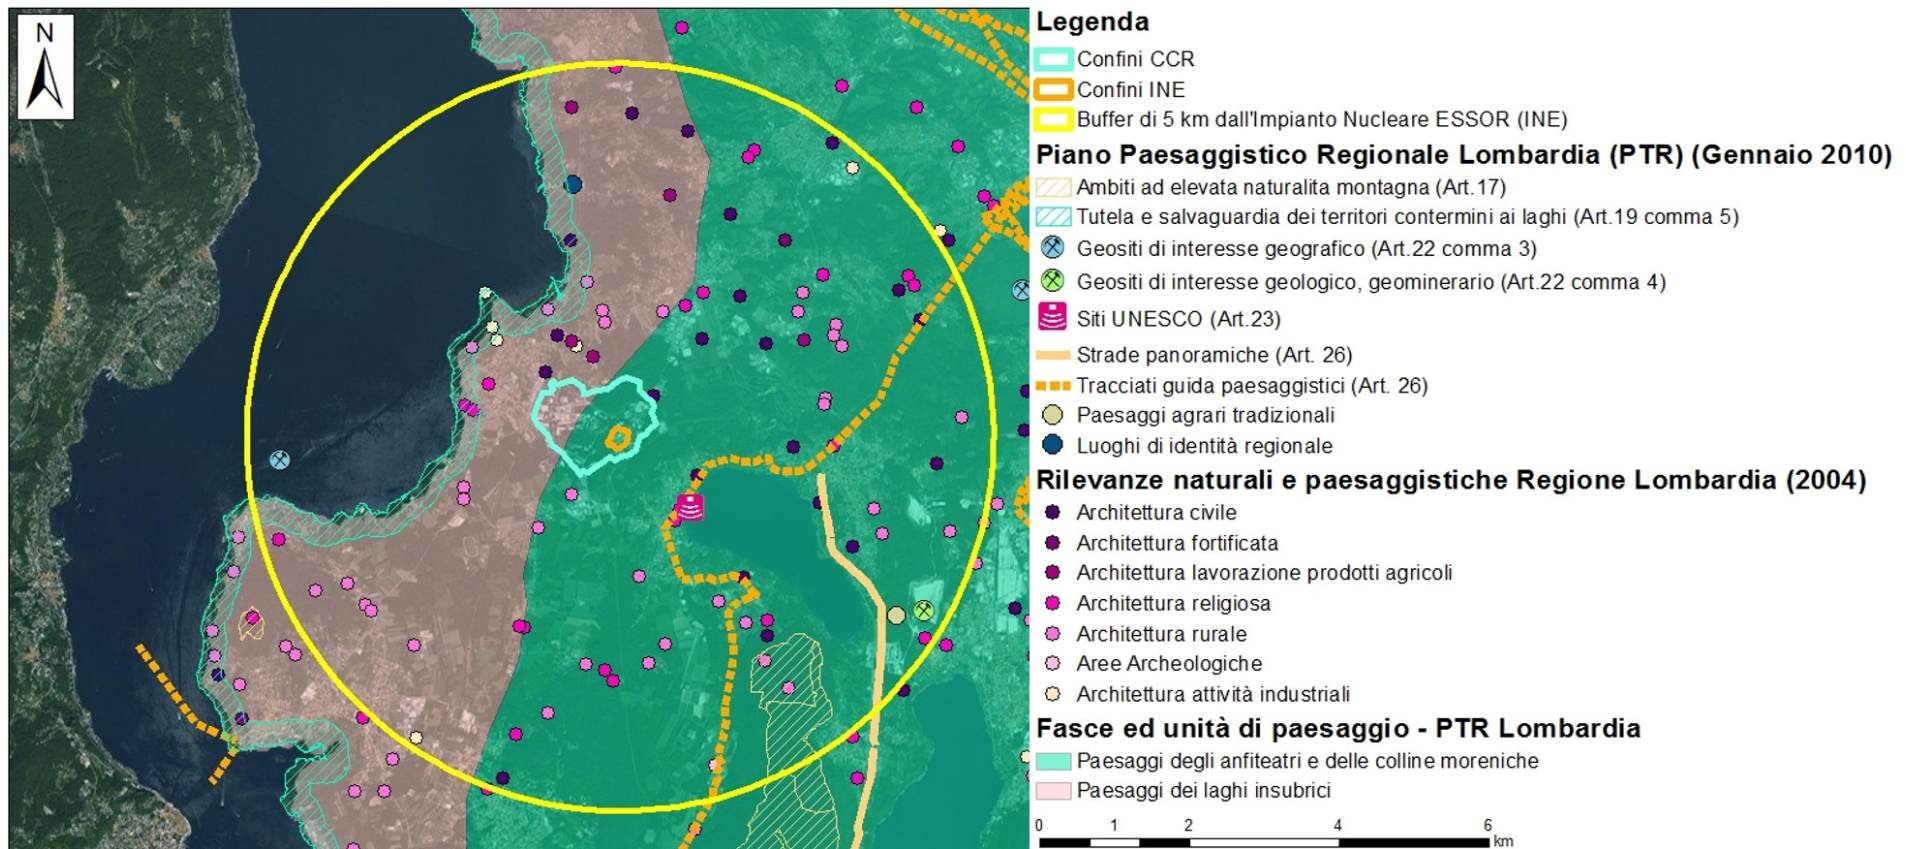 N
Legenda
Confini CCR
Confini INE
Buffer di 5 km dall'Impianto Nucleare ESSOR (INE)
Piano Paesaggistico Regionale Lombardia (PTR) (Gennaio 2010)
Ambiti ad elevata naturalita montagna (Art.17)
Tutela e salvaguardia dei territori contermini ai laghi (Art.19 comma 5)
Geositi di interesse geografico (Art.22 comma 3)
Geositi di interesse geologico, geominerario (Art.22 comma 4)
Siti UNESCO (Art.23)
Strade panoramiche (Art. 26)
Tracciati guida paesaggistici (Art. 26)
Paesaggi agrari tradizionali
Luoghi di identità regionale
Rilevanze naturali e paesaggistiche Regione Lombardia (2004)
Architettura civile
Architettura fortificata
Architettura lavorazione prodotti agricoli
Architettura religiosa
Architettura rurale
Aree Archeologiche
Architettura attività industriali
Fasce ed unità di paesaggio - PTR Lombardia
Paesaggi degli anfiteatri e delle colline moreniche
Paesaggi dei laghi insubrici
0 1 2 4 6
km